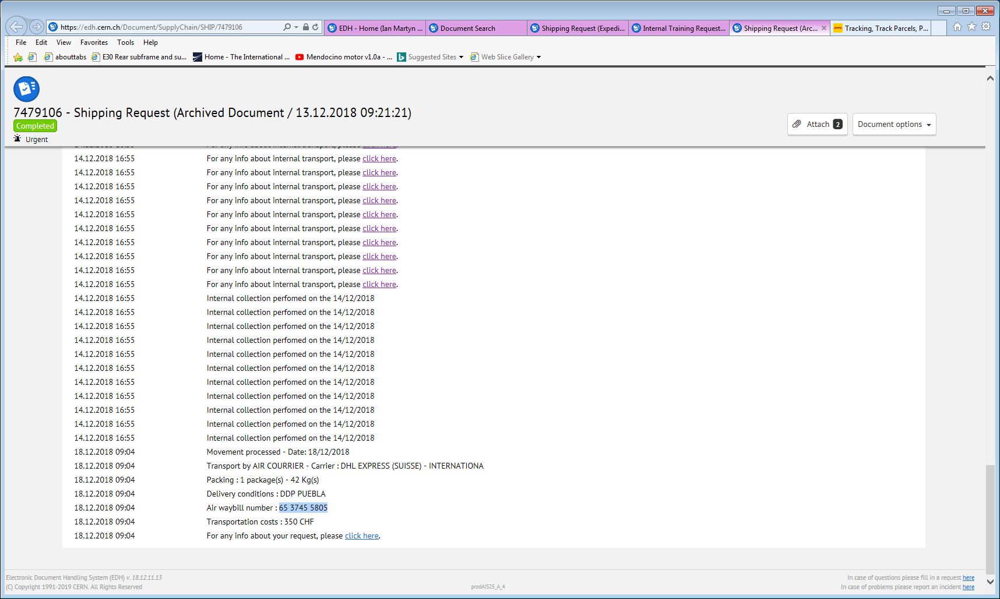 https://edh.cern.ch/Document/SupplyChain/SHIP/7479106
EDH - Home (Ian Martyn ...
Document Search
Shipping Request (Expedi...
Internal Training Request...
Shipping Request (Arc...
Tracking, Track Parcels, P...
File Edit View Favorites Tools Help
abouttabs E30 Rear subframe and su... Home - The International ... Mendocino motor v1.0a - ... Suggested Sites Web Slice Gallery
7479106 - Shipping Request (Archived Document / 13.12.2018 09:21:21)
Completed
Urgent
Attach 2 Document options
14.12.2018 16:55 For any info about internal transport, please click here.
14.12.2018 16:55 For any info about internal transport, please click here.
14.12.2018 16:55 For any info about internal transport, please click here.
14.12.2018 16:55 For any info about internal transport, please click here.
14.12.2018 16:55 For any info about internal transport, please click here.
14.12.2018 16:55 For any info about internal transport, please click here.
14.12.2018 16:55 For any info about internal transport, please click here.
14.12.2018 16:55 For any info about internal transport, please click here.
14.12.2018 16:55 For any info about internal transport, please click here.
14.12.2018 16:55 For any info about internal transport, please click here.
14.12.2018 16:55 Internal collection perfomed on the 14/12/2018
14.12.2018 16:55 Internal collection perfomed on the 14/12/2018
14.12.2018 16:55 Internal collection perfomed on the 14/12/2018
14.12.2018 16:55 Internal collection perfomed on the 14/12/2018
14.12.2018 16:55 Internal collection perfomed on the 14/12/2018
14.12.2018 16:55 Internal collection perfomed on the 14/12/2018
14.12.2018 16:55 Internal collection perfomed on the 14/12/2018
14.12.2018 16:55 Internal collection perfomed on the 14/12/2018
14.12.2018 16:55 Internal collection perfomed on the 14/12/2018
14.12.2018 16:55 Internal collection perfomed on the 14/12/2018
14.12.2018 16:55 Internal collection perfomed on the 14/12/2018
18.12.2018 09:04 Movement processed - Date: 18/12/2018
18.12.2018 09:04 Transport by AIR COURRIER - Carrier : DHL EXPRESS (SUISSE) - INTERNATIONA
18.12.2018 09:04 Packing : 1 package(s) - 42 Kg(s)
18.12.2018 09:04 Delivery conditions : DDP PUEBLA
18.12.2018 09:04 Air waybill number : 65 3745 5805
18.12.2018 09:04 Transportation costs : 350 CHF
18.12.2018 09:04 For any info about your request, please click here.
Electronic Document Handling System (EDH) v. 18.12.11.13
(C) Copyright 1991-2019 CERN. All Rights Reserved
prodAIS25_A_4
In case of questions please fill in a request here
In case of problems please report an incident here